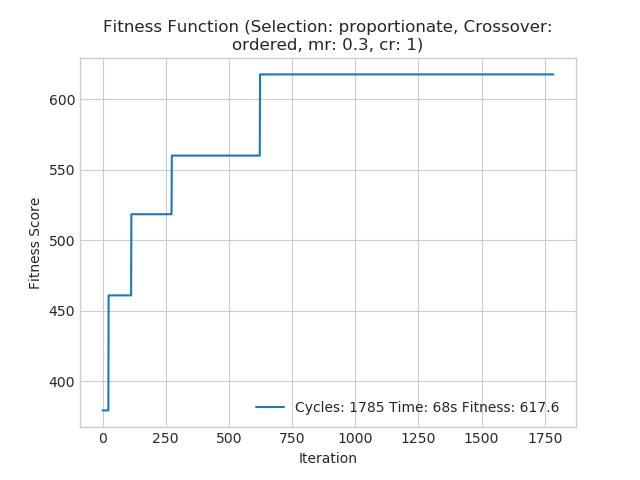 Fitness Function (Selection: proportionate, Crossover:
ordered, mr: 0.3, cr: 1)
600
550
500
450
400
Fitness Score
Cycles: 1785 Time: 68s Fitness: 617.6
0 250 500 750 1000 1250 1500 1750
Iteration